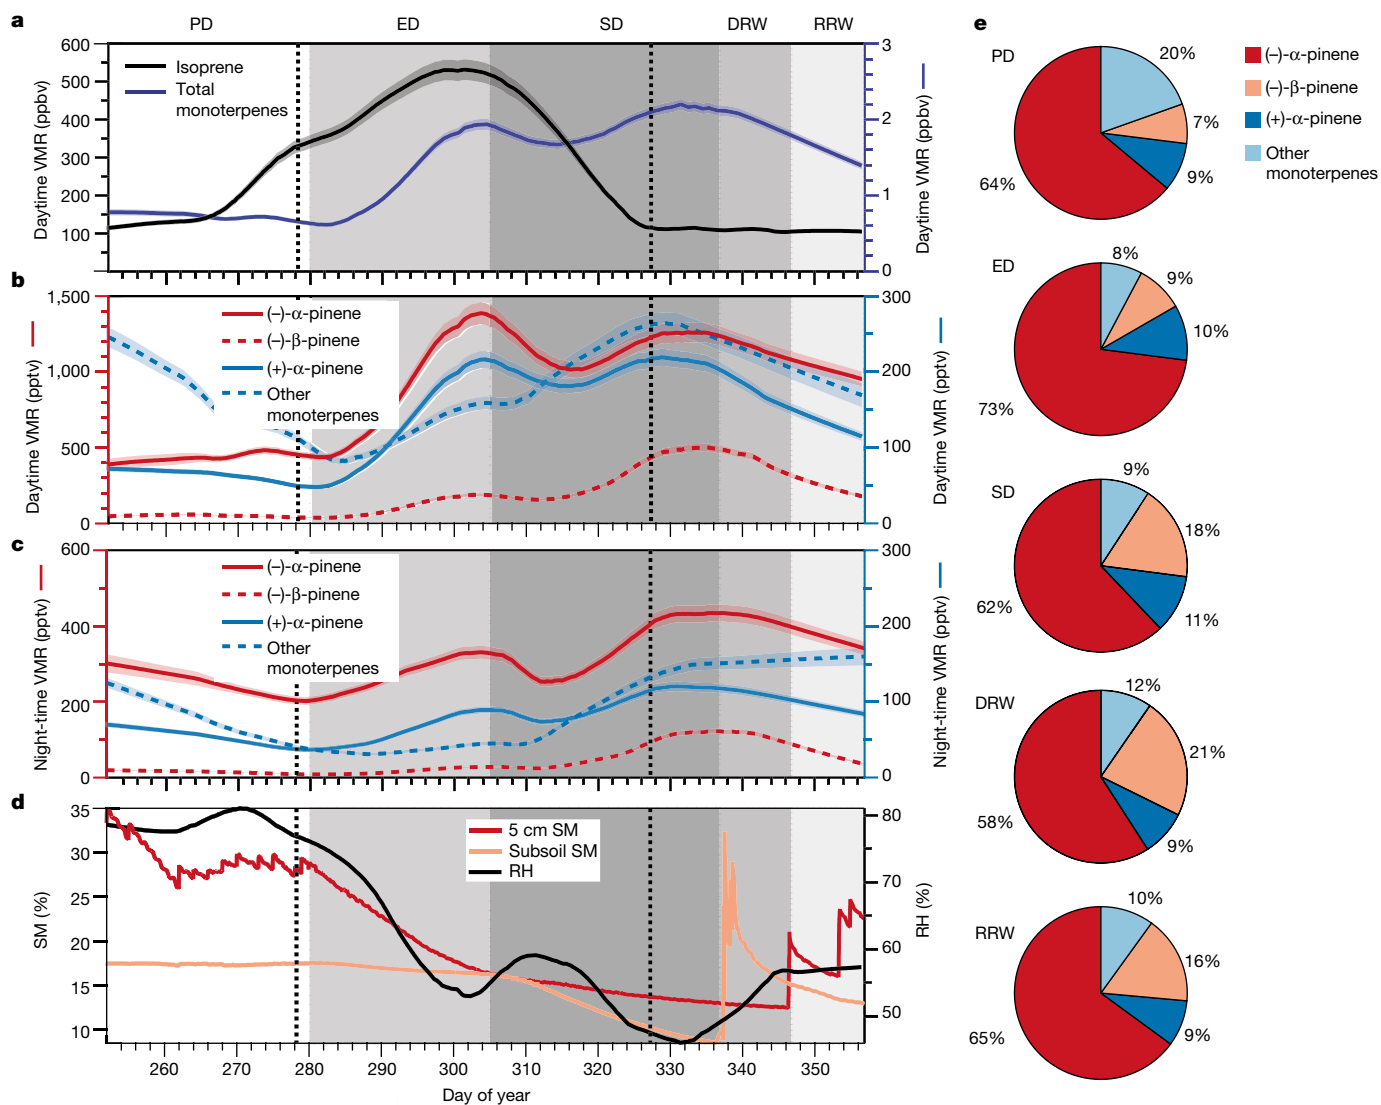 a
PD
ED
SD
DRW
RRW
600
500
400
300
200
100
Daytime VMR (ppbv)
Isoprene
Total
monoterpenes
3
2
1
0
Daytime VMR (ppbv)
b
1,500
1,000
500
0
Daytime VMR (pptv)
(–)-α-pinene
(–)-β-pinene
(+)-α-pinene
Other
monoterpenes
300
200
100
0
Daytime VMR (pptv)
c
600
400
200
0
Night-time VMR (pptv)
(–)-α-pinene
(–)-β-pinene
(+)-α-pinene
Other
monoterpenes
300
200
100
0
Night-time VMR (pptv)
d
35
30
25
20
15
10
SM (%)
5 cm SM
Subsoil SM
RH
80
70
60
50
RH (%)
260
270
280
290
300
310
320
330
340
350
Day of year
e
PD
20%
7%
9%
64%
(–)-α-pinene
(–)-β-pinene
(+)-α-pinene
Other
monoterpenes
ED
8%
9%
10%
73%
SD
9%
18%
11%
62%
DRW
12%
21%
9%
58%
RRW
10%
16%
9%
65%